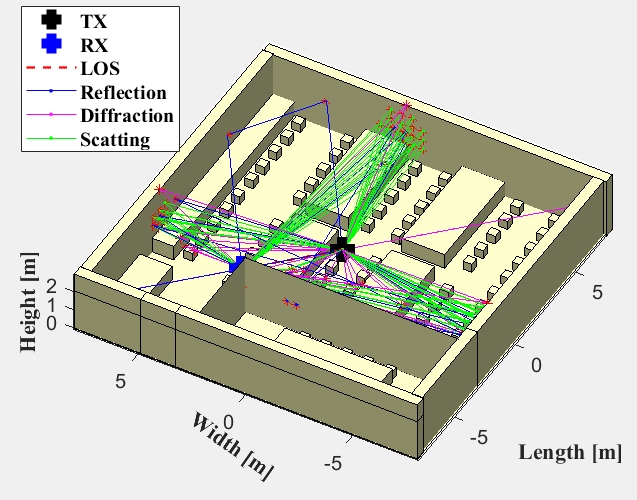 TX
RX
LOS
Reflection
Diffraction
Scatting
Height [m]
2
1
0
5
0
-5
Width [m]
5
0
-5
Length [m]